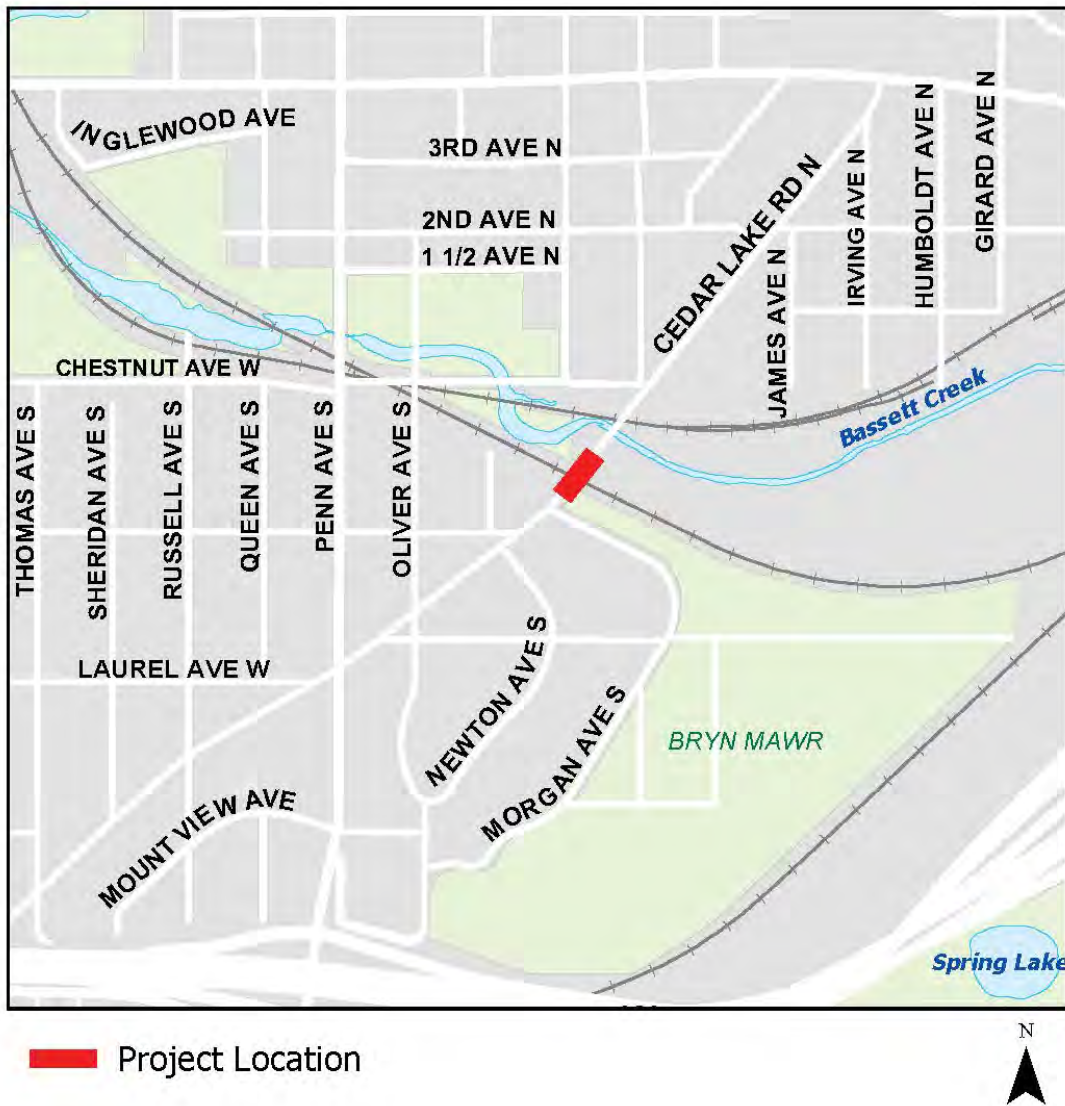 INGLEWOOD AVE
3RD AVE N
2ND AVE N
1 1/2 AVE N
CEDAR LAKE RD N
JAMES AVE N
IRVING AVE N
HUMBOLDT AVE N
GIRARD AVE N
CHESTNUT AVE W
Bassett Creek
THOMAS AVE S
SHERIDAN AVE S
RUSSELL AVE S
QUEEN AVE S
PENN AVE S
OLIVER AVE S
LAUREL AVE W
NEWTON AVE S
MORGAN AVE S
BRYN MAWR
MOUNT VIEW AVE
Spring Lake
Project Location
N